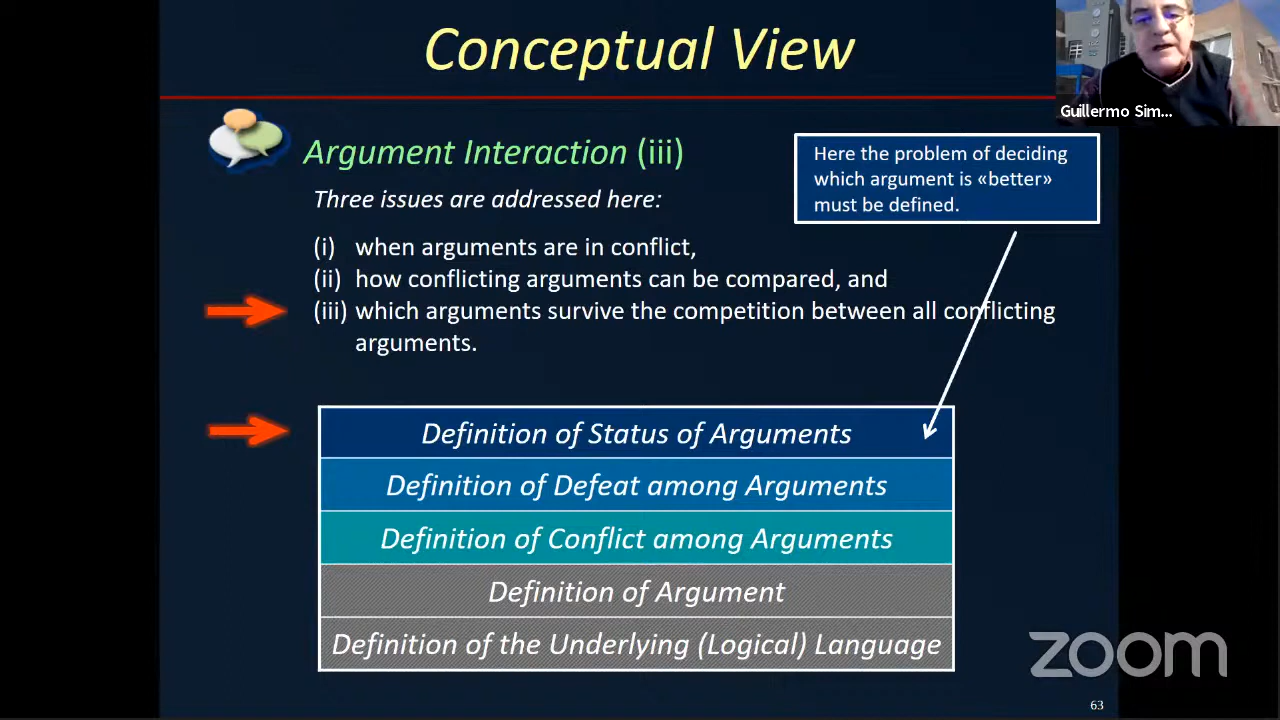 Conceptual View
Guillermo Sim...
Argument Interaction (iii)
Here the problem of deciding
which argument is «better»
must be defined.
Three issues are addressed here:
(i) when arguments are in conflict,
(ii) how conflicting arguments can be compared, and
(iii) which arguments survive the competition between all conflicting
arguments.
Definition of Status of Arguments
Definition of Defeat among Arguments
Definition of Conflict among Arguments
Definition of Argument
Definition of the Underlying (Logical) Language
zoom
63